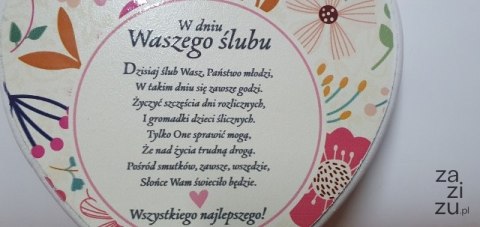 W dniu
Waszego ślubu
Dzisiaj ślub Wasz, Państwo młodzi,
W takim dniu się zawsze godzi.
Życzyć szczęścia dni rozlicznych,
I gromadki dzieci ślicznych.
Tylko One sprawić mogą,
Że nad życia trudną drogą.
Pośród smutków, zawsze, wszędzie,
Słońce Wam świeciło będzie.
Wszystkiego najlepszego!
za
zi
zu.pl